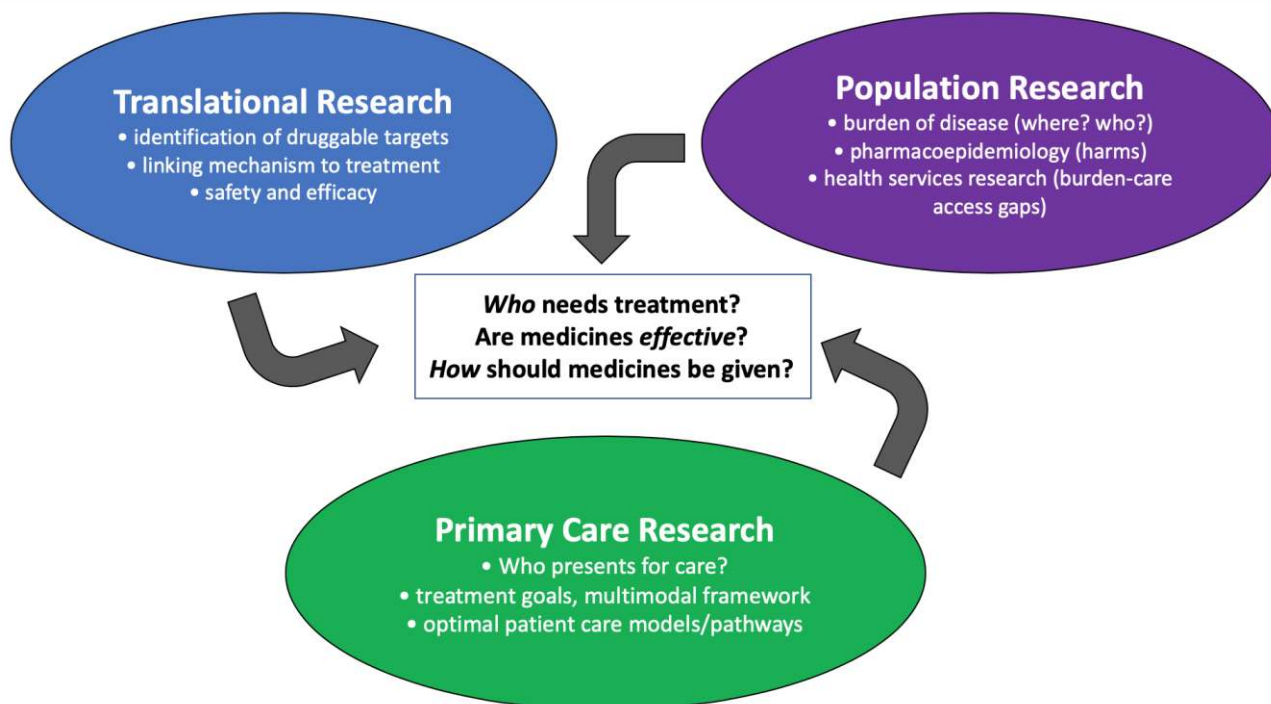 Translational Research
• identification of druggable targets
• linking mechanism to treatment
• safety and efficacy
Population Research
• burden of disease (where? who?)
• pharmacoepidemiology (harms)
• health services research (burden-care
access gaps)
Who needs treatment?
Are medicines effective?
How should medicines be given?
Primary Care Research
• Who presents for care?
• treatment goals, multimodal framework
• optimal patient care models/pathways